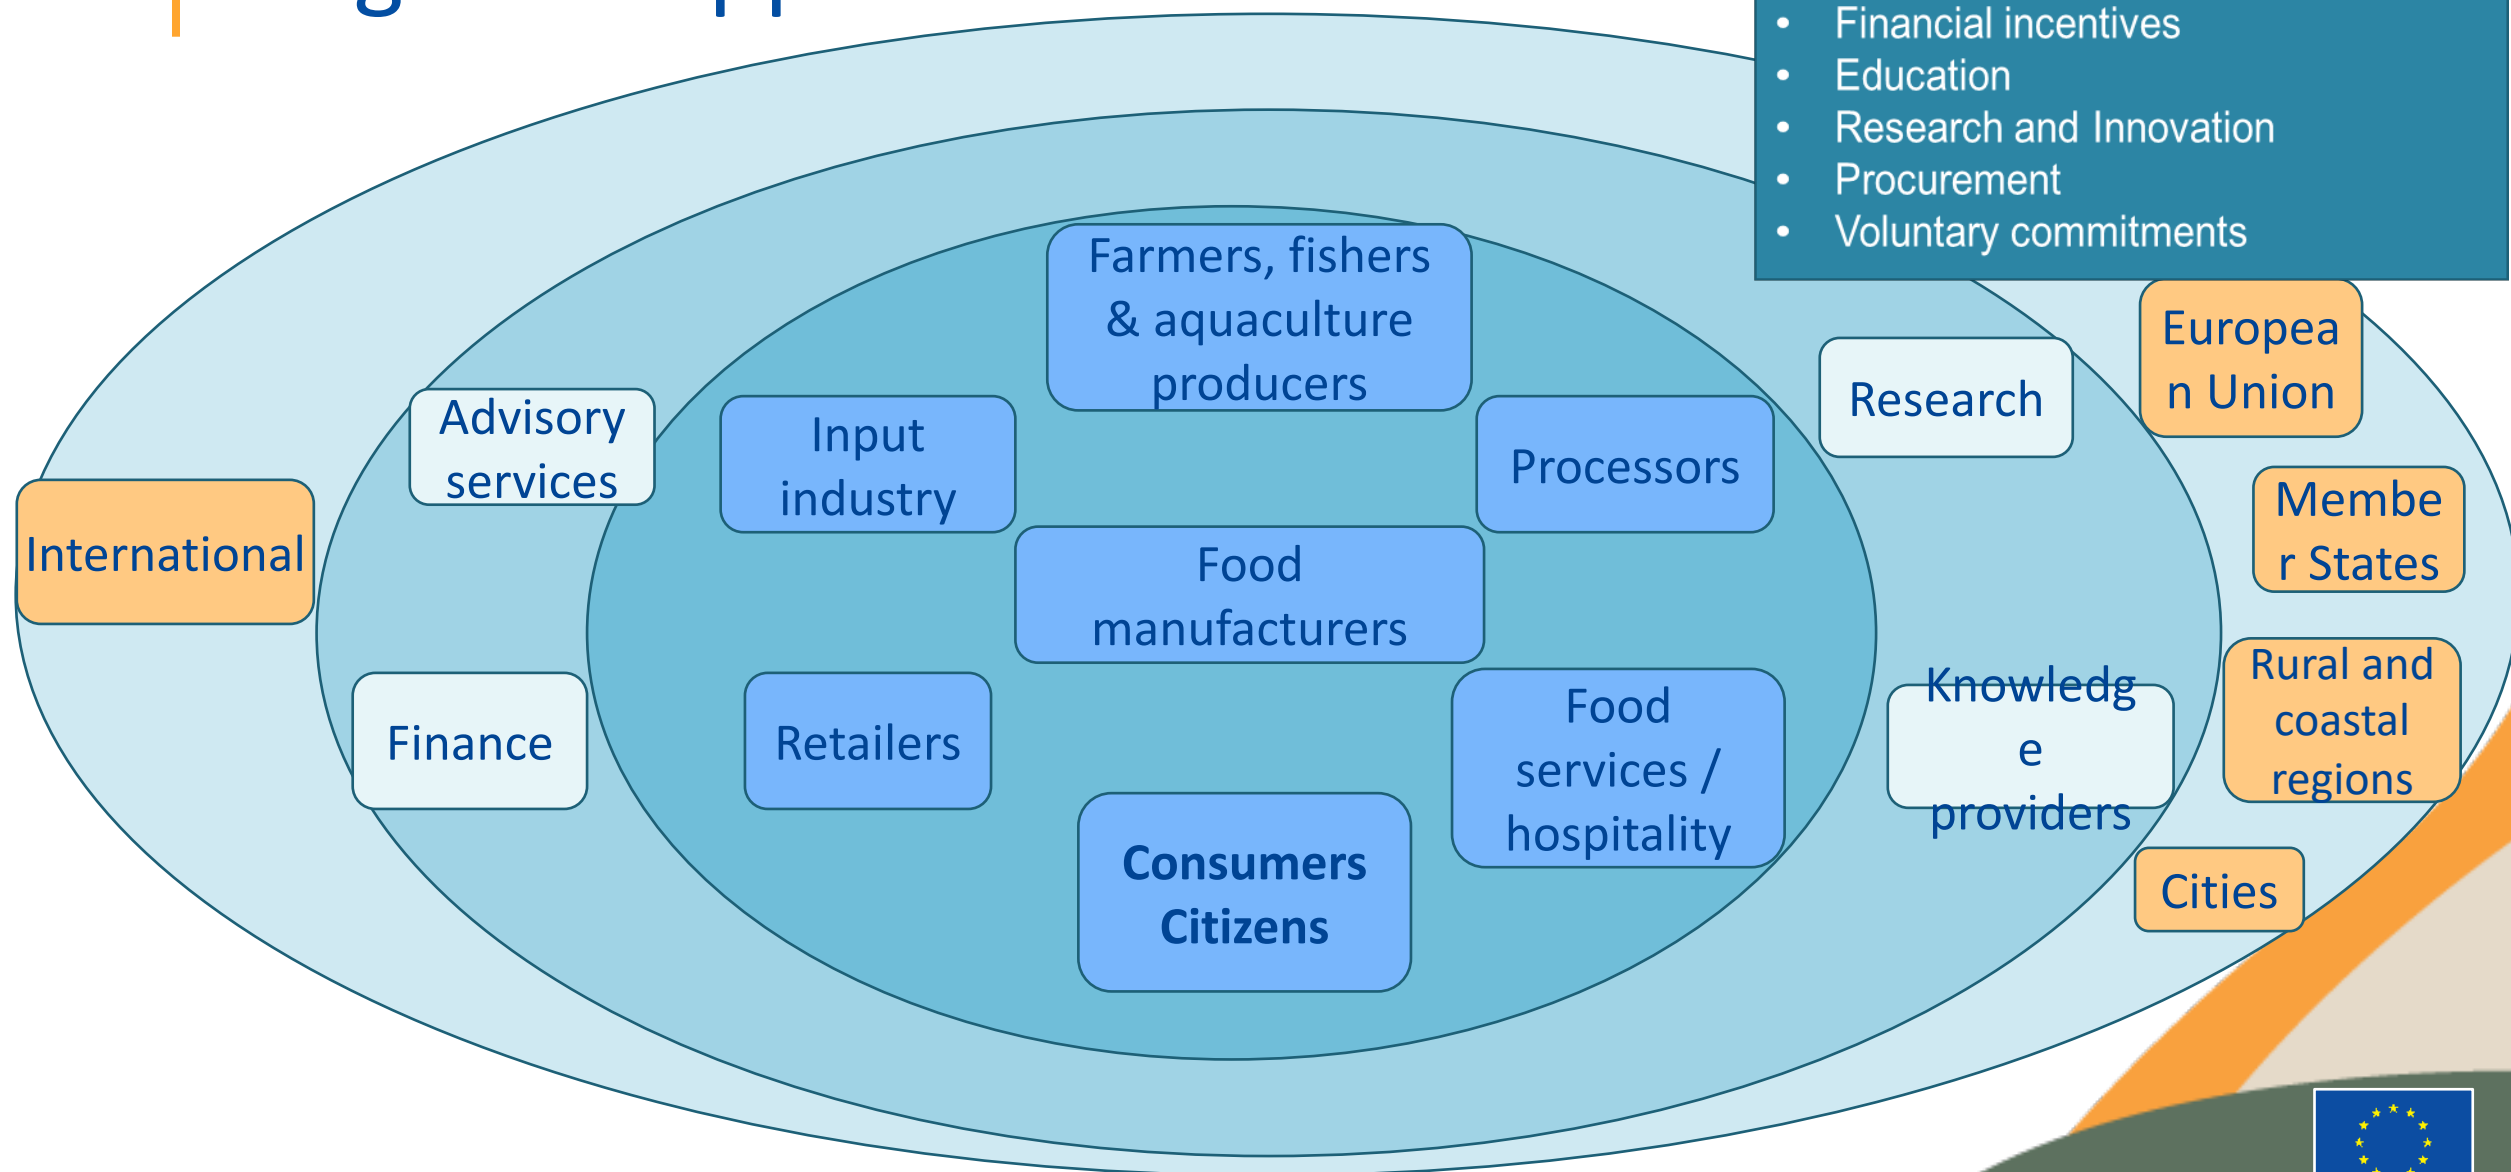 • Financial incentives
• Education
• Research and Innovation
• Procurement
• Voluntary commitments
Farmers, fishers
& aquaculture
producers
Europea
n Union
Research
Advisory
services
Input
industry
Processors
Membe
r States
International
Food
manufacturers
Rural and
coastal
regions
Knowledg
e
providers
Finance
Retailers
Food
services /
hospitality
Consumers
Citizens
Cities